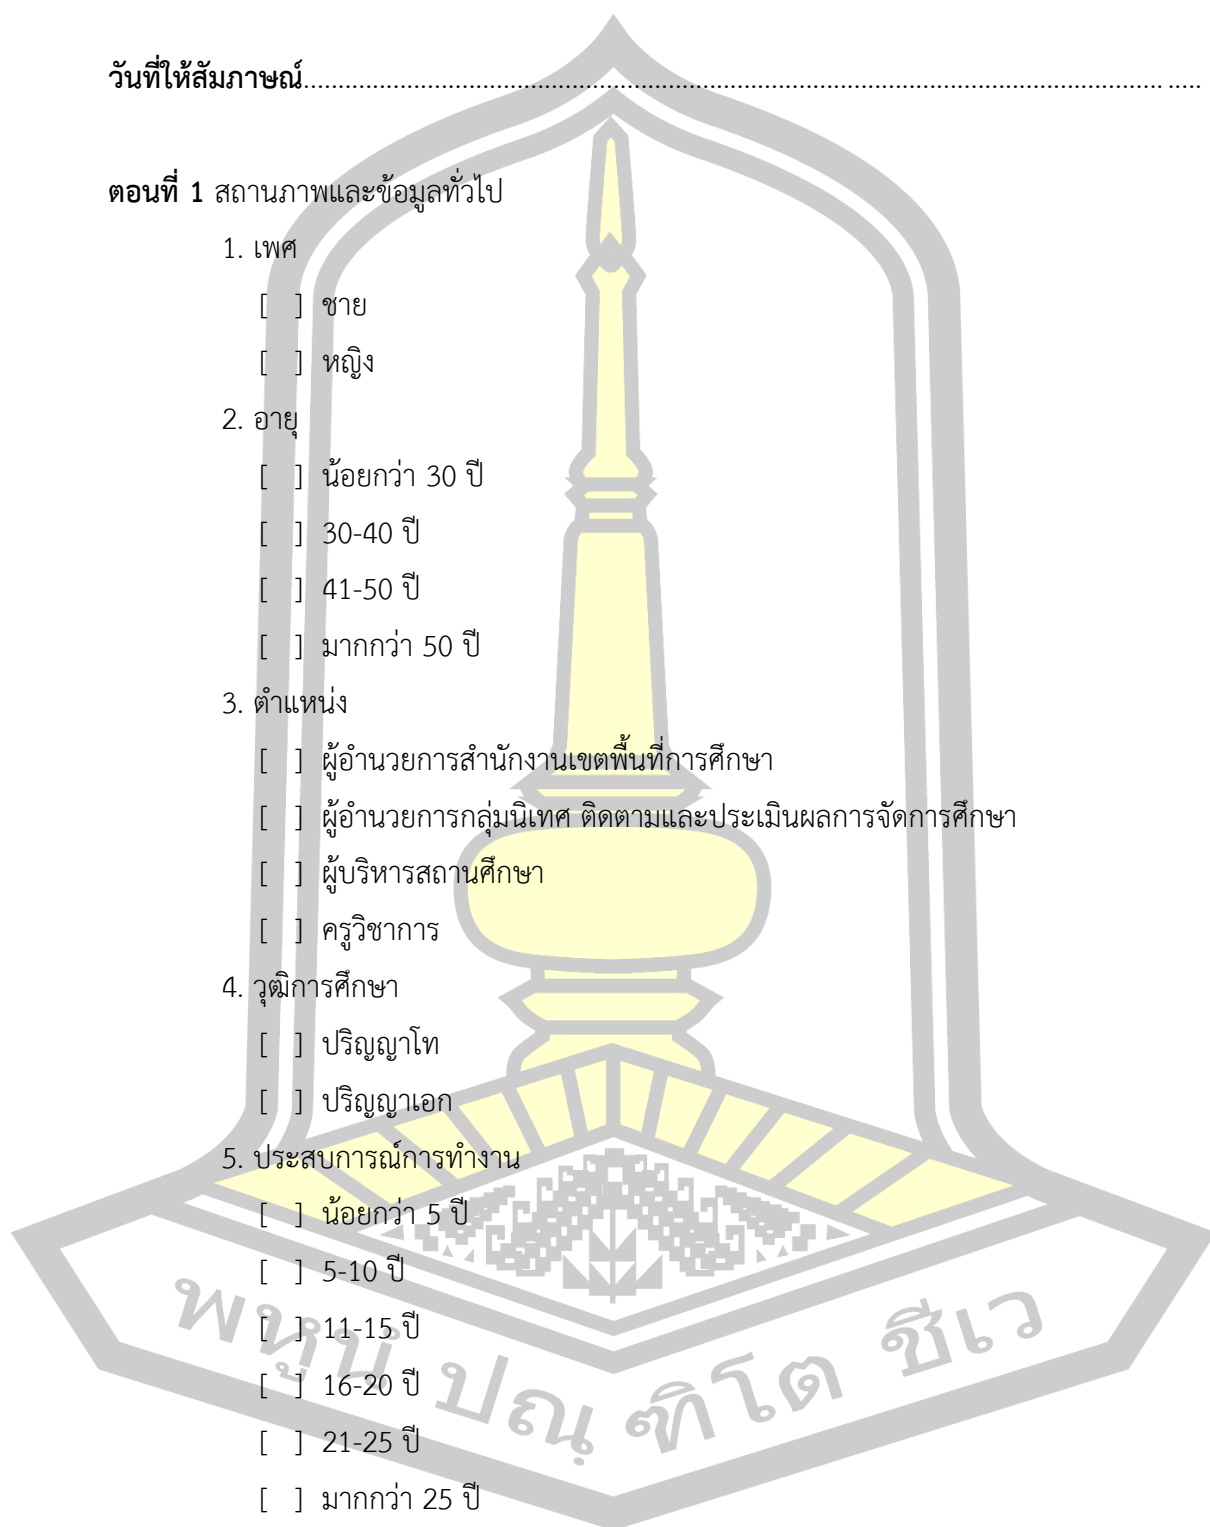 วันที่ให้สัมภาษณ์................................................................................................................................
ตอนที่ 1 สถานภาพและข้อมูลทั่วไป
1. เพศ
[ ] ชาย
[ ] หญิง
2. อายุ
[ ] น้อยกว่า 30 ปี
[ ] 30-40 ปี
[ ] 41-50 ปี
[ ] มากกว่า 50 ปี
3. ตำแหน่ง
[ ] ผู้อำนวยการสำนักงานเขตพื้นที่การศึกษา
[ ] ผู้อำนวยการกลุ่มนิเทศ ติดตามและประเมินผลการจัดการศึกษา
[ ] ผู้บริหารสถานศึกษา
[ ] ครูวิชาการ
4. วุฒิการศึกษา
[ ] ปริญญาโท
[ ] ปริญญาเอก
5. ประสบการณ์การทำงาน
[ ] น้อยกว่า 5 ปี
[ ] 5-10 ปี
[ ] 11-15 ปี
[ ] 16-20 ปี
[ ] 21-25 ปี
[ ] มากกว่า 25 ปี
พหูนํ ปณฺฑิโต ชีเว